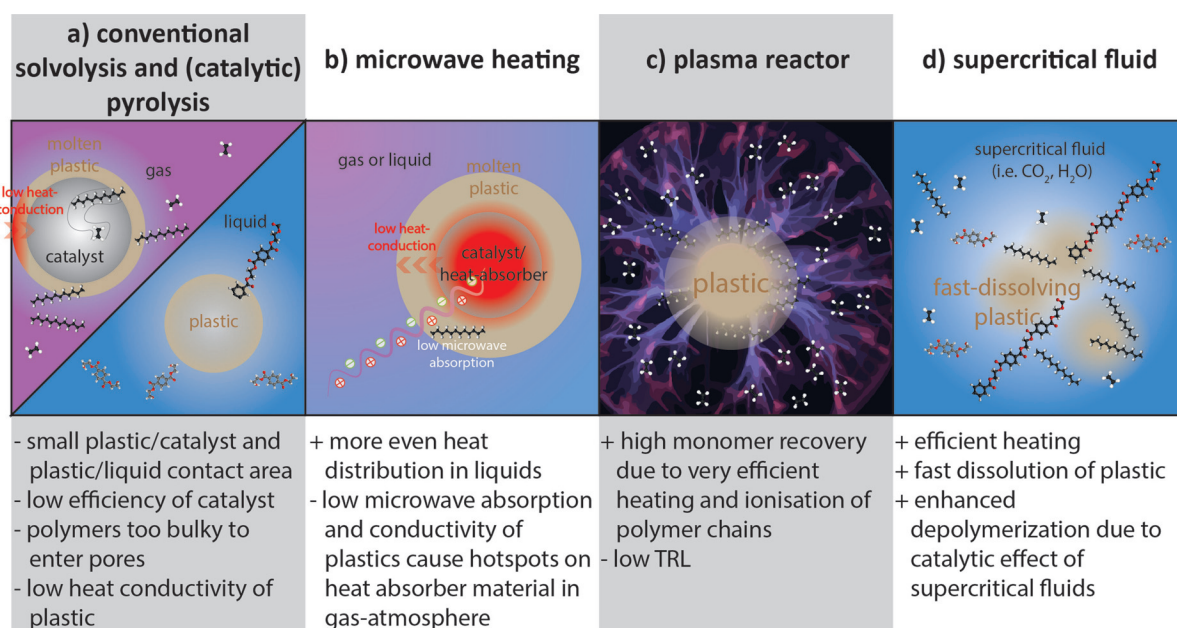 a) conventional
solvolysis and (catalytic)
pyrolysis
b) microwave heating
c) plasma reactor
d) supercritical fluid
molten
plastic
gas
low heat-
conduction
catalyst
liquid
plastic
gas or liquid
molten
plastic
low heat-
conduction
catalyst/
heat-absorber
low microwave
absorption
plastic
supercritical fluid
(i.e. CO₂, H₂O)
fast-dissolving
plastic
- small plastic/catalyst and
plastic/liquid contact area
- low efficiency of catalyst
- polymers too bulky to
enter pores
- low heat conductivity of
plastic
+ more even heat
distribution in liquids
- low microwave absorption
and conductivity of
plastics cause hotspots on
heat absorber material in
gas-atmosphere
+ high monomer recovery
due to very efficient
heating and ionisation of
polymer chains
- low TRL
+ efficient heating
+ fast dissolution of plastic
+ enhanced
depolymerization due to
catalytic effect of
supercritical fluids